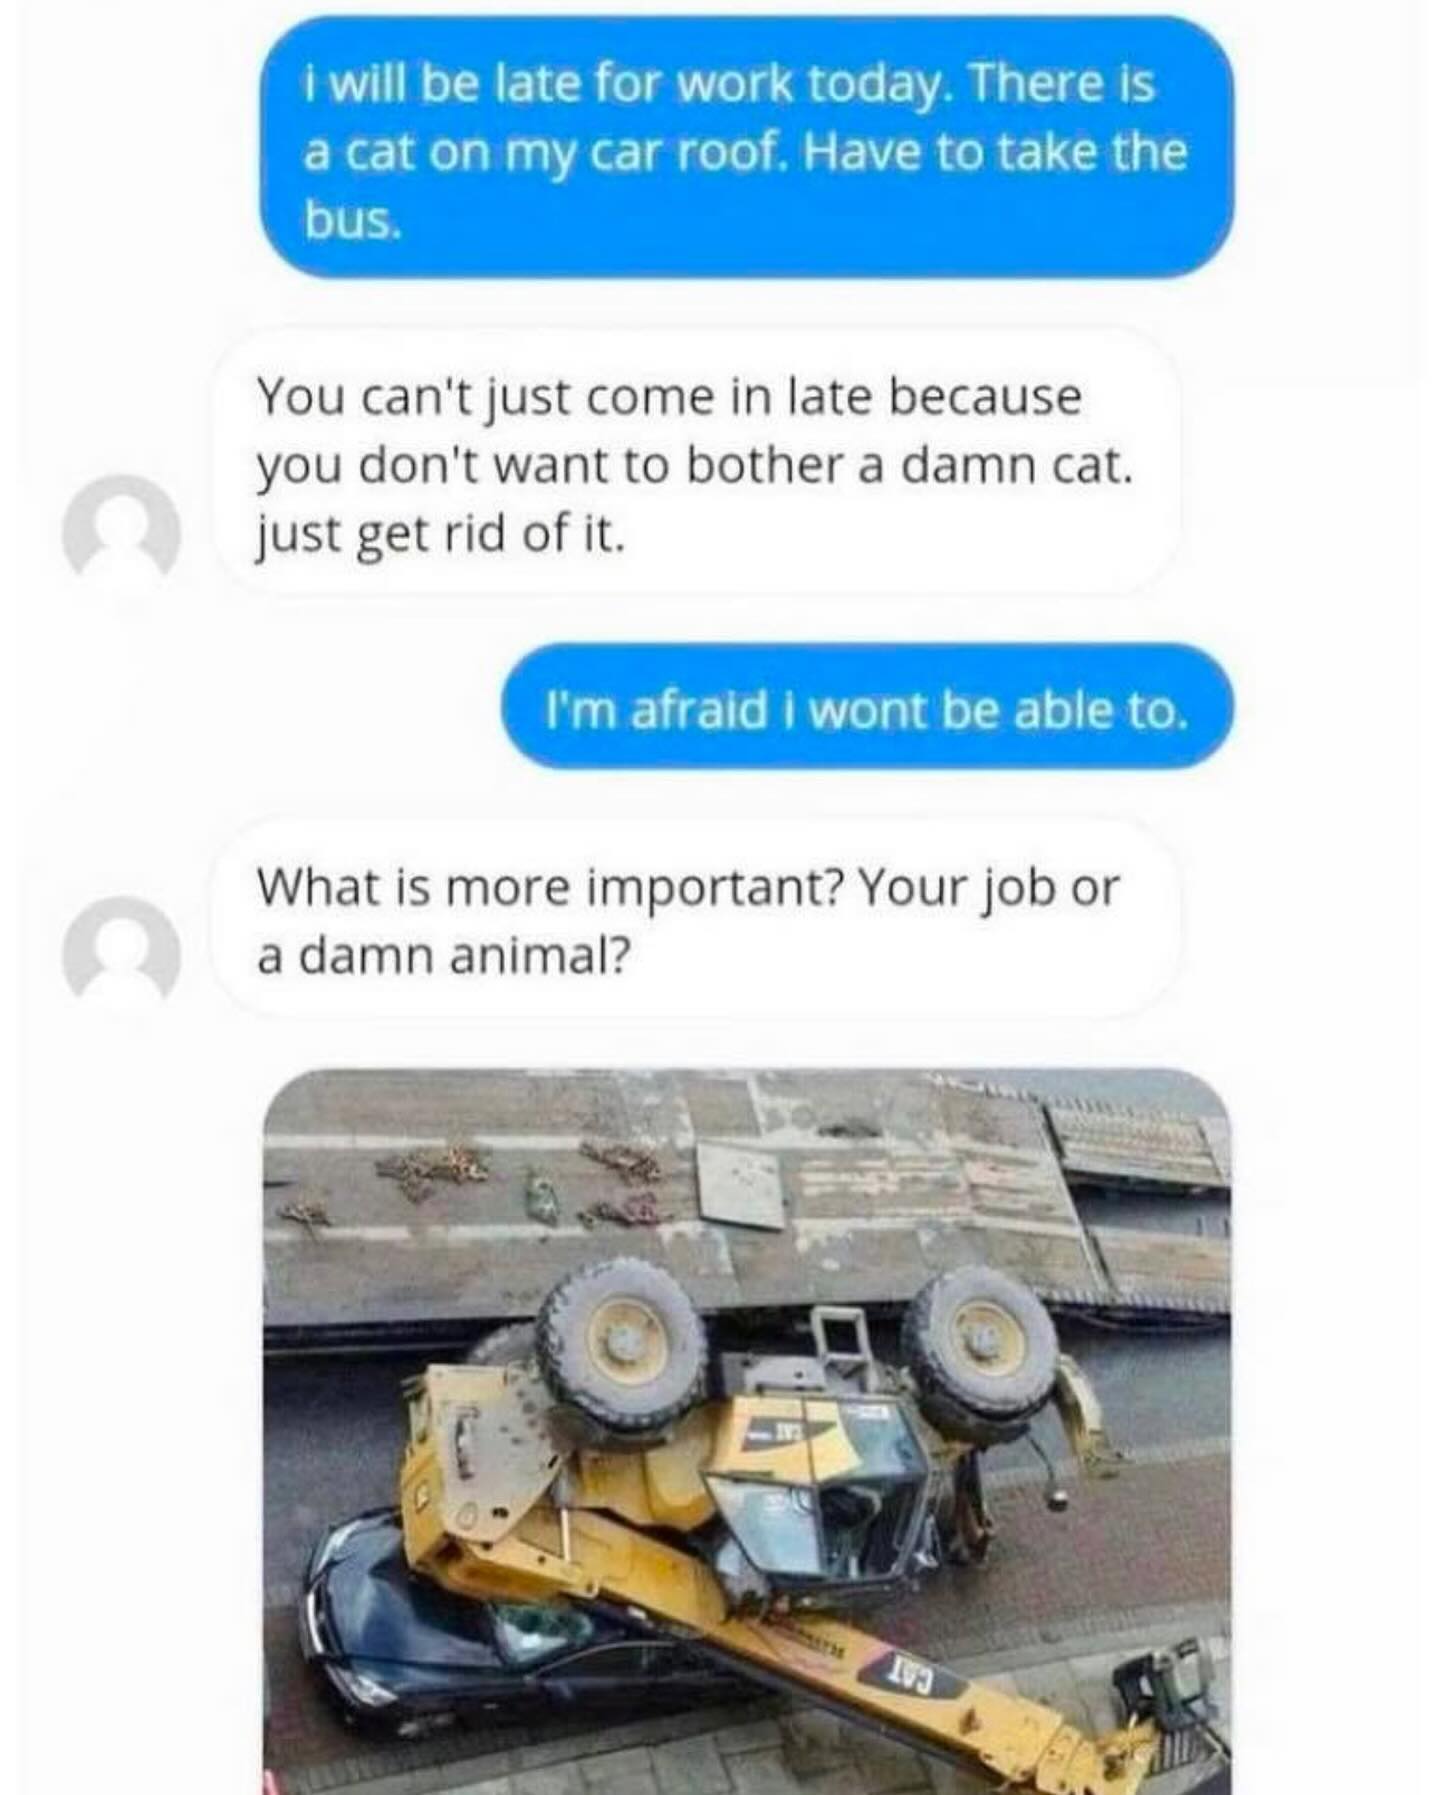 i will be late for work today. There is
a cat on my car roof. Have to take the
bus.
You can't just come in late because
you don't want to bother a damn cat.
just get rid of it.
I'm afraid i wont be able to.
What is more important? Your job or
a damn animal?
CAT
CAT